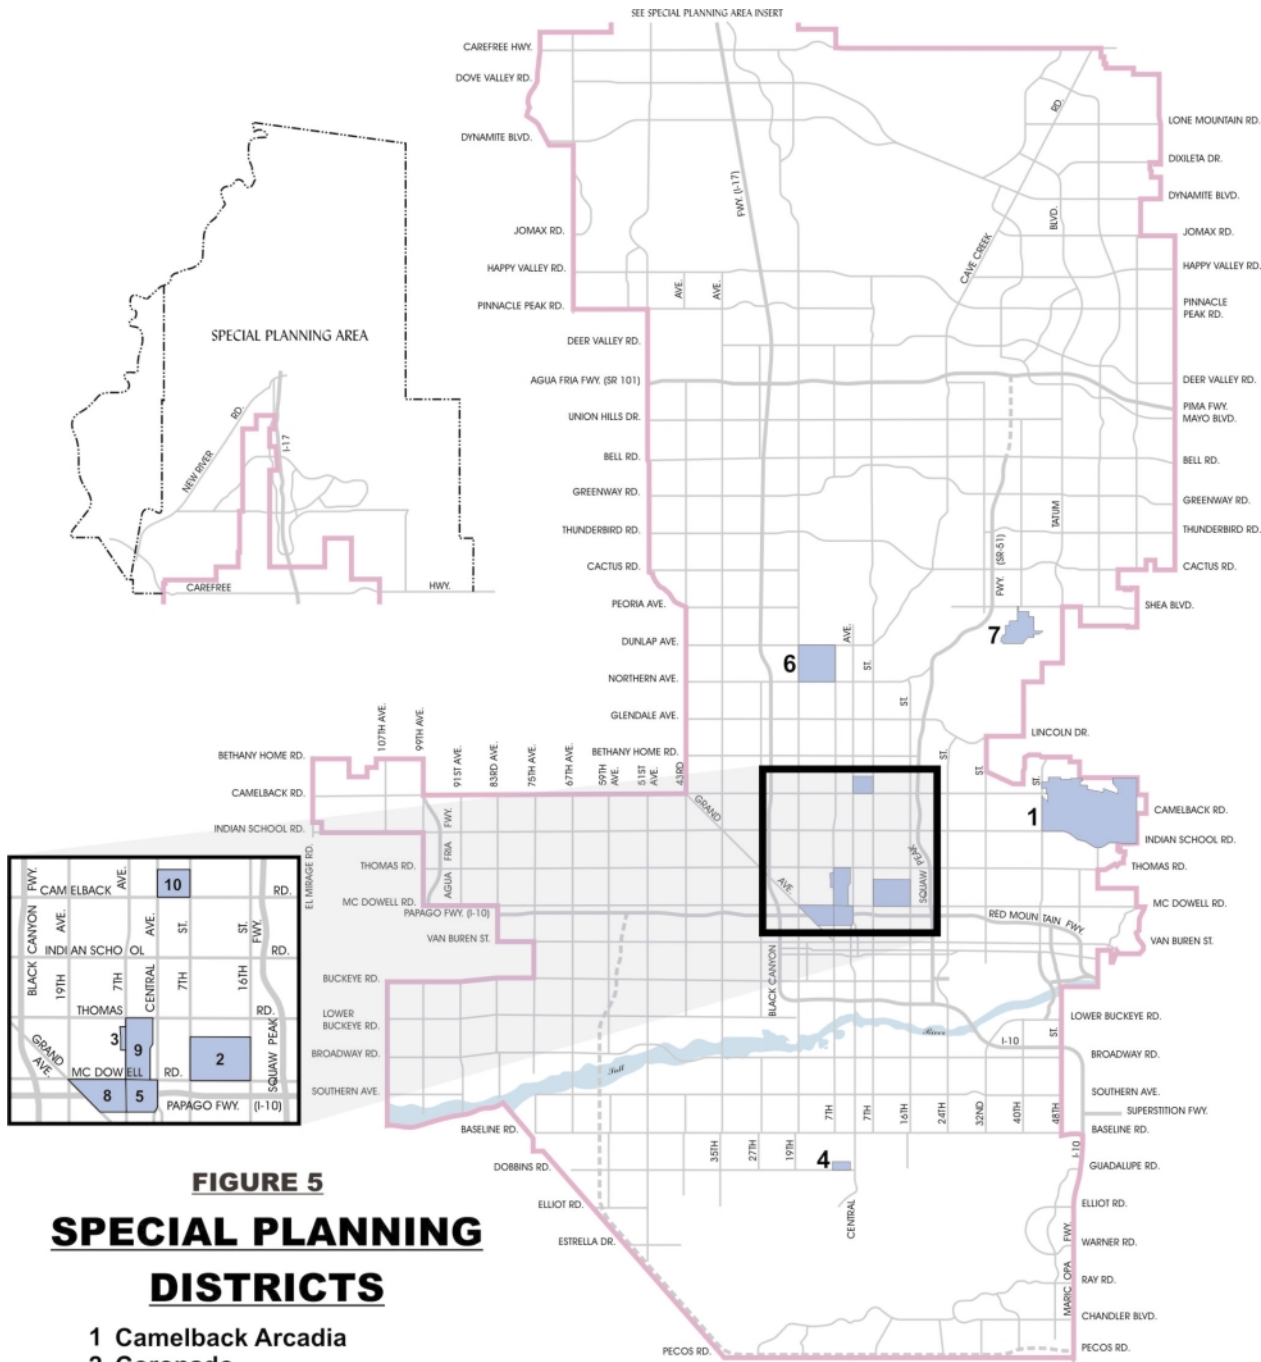 SEE SPECIAL PLANNING AREA INSERT
CAREFREE HWY.
DOVE VALLEY RD.
DYNAMITE BLVD.
JOMAX RD.
HAPPY VALLEY RD.
PINNACLE PEAK RD.
DEER VALLEY RD.
AGUA FRIA FWY. (SR 101)
UNION HILLS DR.
BELL RD.
GREENWAY RD.
THUNDERBIRD RD.
CACTUS RD.
PEORIA AVE.
DUNLAP AVE.
NORTHERN AVE.
GLENDALE AVE.
BETHANY HOME RD.
RD.
CAVE CREEK
FWY. (I-17)
BLVD.
TATUM
AVE.
AVE.
FWY. (SR-51)
LONE MOUNTAIN RD.
DIXILETA DR.
DYNAMITE BLVD.
JOMAX RD.
HAPPY VALLEY RD.
PINNACLE
PEAK RD.
DEER VALLEY RD.
PIMA FWY.
MAYO BLVD.
BELL RD.
GREENWAY RD.
THUNDERBIRD RD.
CACTUS RD.
SHEA BLVD.
LINCOLN DR.
SPECIAL PLANNING AREA
NEW RIVER RD.
I-17
CAREFREE HWY.
7
6
AVE.
ST.
ST.
ST.
ST.
ST.
1
CAMELBACK RD.
INDIAN SCHOOL RD.
THOMAS RD.
MC DOWELL RD.
VAN BUREN ST.
BETHANY HOME RD.
CAMELBACK RD.
INDIAN SCHOOL RD.
107TH AVE.
99TH AVE.
91ST AVE.
83RD AVE.
75TH AVE.
67TH AVE.
59TH
AVE.
51ST
AVE.
43RD
GRAND
AVE.
SQUAW PEAK
EL MIRAGE RD.
AGUA FRIA FWY.
THOMAS RD.
MC DOWELL RD.
PAPAGO FWY. (I-10)
VAN BUREN ST.
BUCKEYE RD.
LOWER
BUCKEYE RD.
BROADWAY RD.
SOUTHERN AVE.
BLACK CANYON
RED MOUNTAIN FWY.
Salt
River
I-10
ST.
LOWER BUCKEYE RD.
BROADWAY RD.
SOUTHERN AVE.
SUPERSTITION FWY.
BASELINE RD.
GUADALUPE RD.
ELLIOT RD.
WARNER RD.
RAY RD.
CHANDLER BLVD.
PECOS RD.
BASELINE RD.
DOBBINS RD.
ELLIOT RD.
ESTRELLA DR.
PECOS RD.
35TH
27TH
19TH
7TH
7TH
16TH
24TH
32ND
40TH
48TH
4
CENTRAL
I-10
MARICOPA FWY.
BLACK CANYON FWY.
CAMELBACK RD.
19TH AVE.
7TH AVE.
CENTRAL AVE.
7TH ST.
16TH ST.
SQUAW PEAK FWY.
10
INDIAN SCHOOL RD.
THOMAS RD.
3
9
2
GRAND
AVE.
MC DOWELL RD.
8
5
PAPAGO FWY. (I-10)
FIGURE 5
SPECIAL PLANNING
DISTRICTS
1 Camelback Arcadia